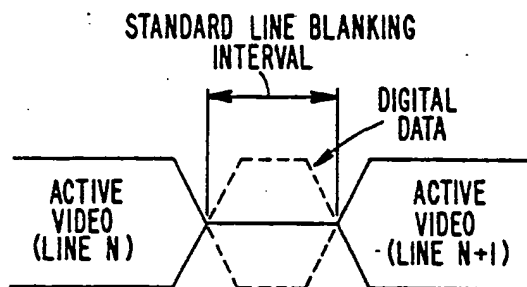 STANDARD LINE BLANKING
INTERVAL
DIGITAL
DATA
ACTIVE
VIDEO
(LINE N)
ACTIVE
VIDEO
(LINE N+1)